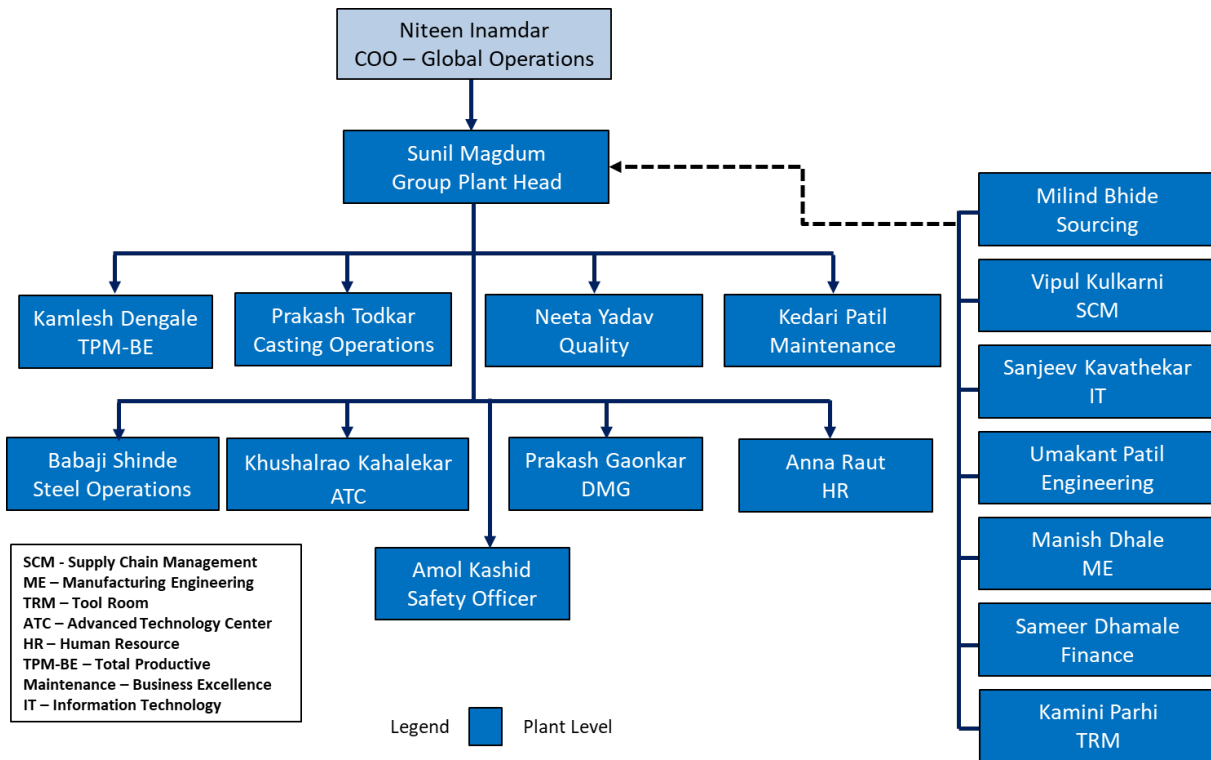 Niteen Inamdar
COO – Global Operations
Sunil Magdum
Group Plant Head
Kamlesh Dengale
TPM-BE
Prakash Todkar
Casting Operations
Neeta Yadav
Quality
Kedari Patil
Maintenance
Babaji Shinde
Steel Operations
Khushalrao Kahalekar
ATC
Prakash Gaonkar
DMG
Anna Raut
HR
Amol Kashid
Safety Officer
Milind Bhide
Sourcing
Vipul Kulkarni
SCM
Sanjeev Kavathekar
IT
Umakant Patil
Engineering
Manish Dhale
ME
Sameer Dhamale
Finance
Kamini Parhi
TRM
SCM - Supply Chain Management
ME – Manufacturing Engineering
TRM – Tool Room
ATC – Advanced Technology Center
HR – Human Resource
TPM-BE – Total Productive
Maintenance – Business Excellence
IT – Information Technology
Legend
Plant Level